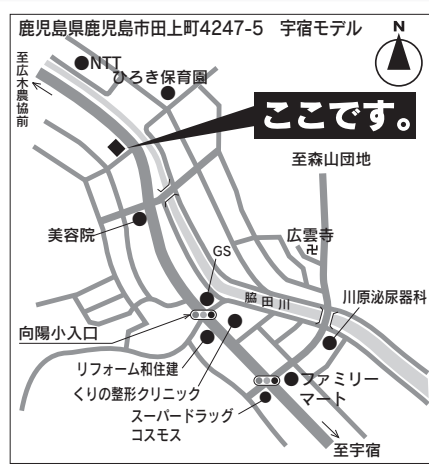 鹿児島県鹿児島市田上町4247-5　宇宿モデル
N
至広木農協前
NTT
ひろき保育園
ここです。
至森山団地
美容院
広雲寺
卍
GS
脇田川
川原泌尿器科
向陽小入口
リフォーム和住建
くりの整形クリニック
スーパードラッグ
コスモス
ファミリー
マート
至宇宿